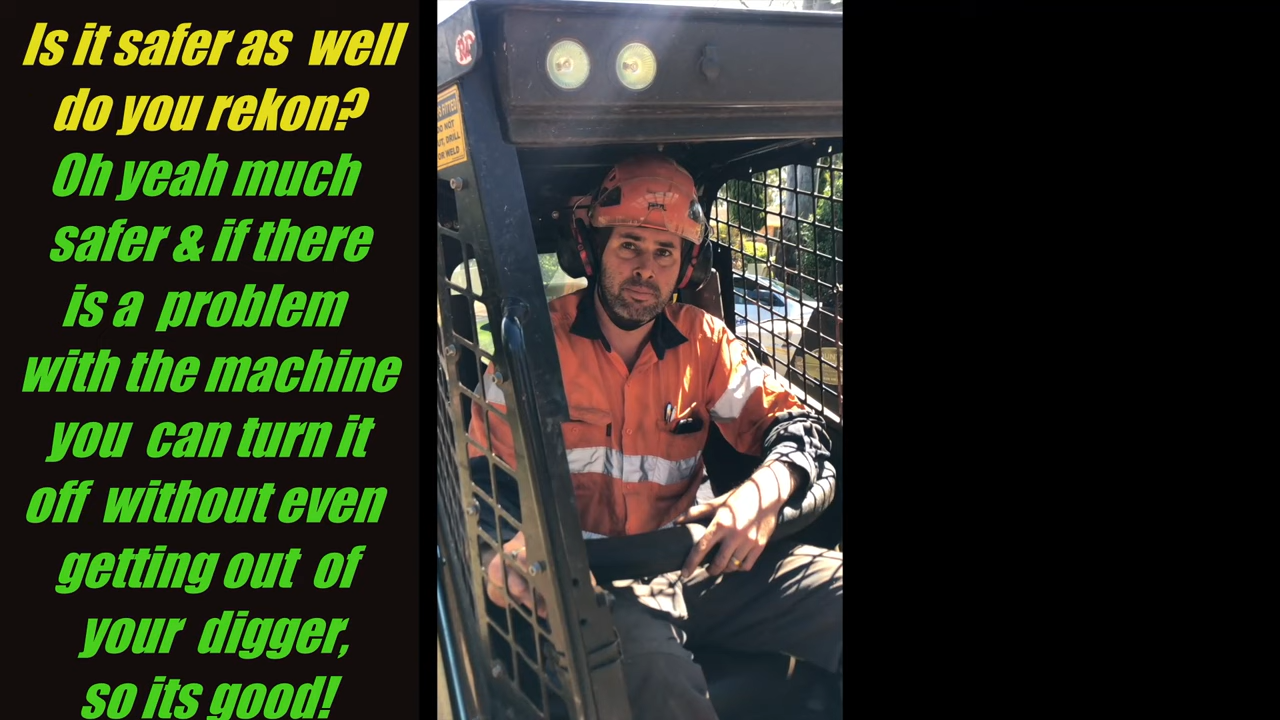 Is it safer as well
do you rekon?
Oh yeah much
safer & if there
is a problem
with the machine
you can turn it
off without even
getting out of
your digger,
so its good!
DO NOT
CUT, DRILL
OR WELD